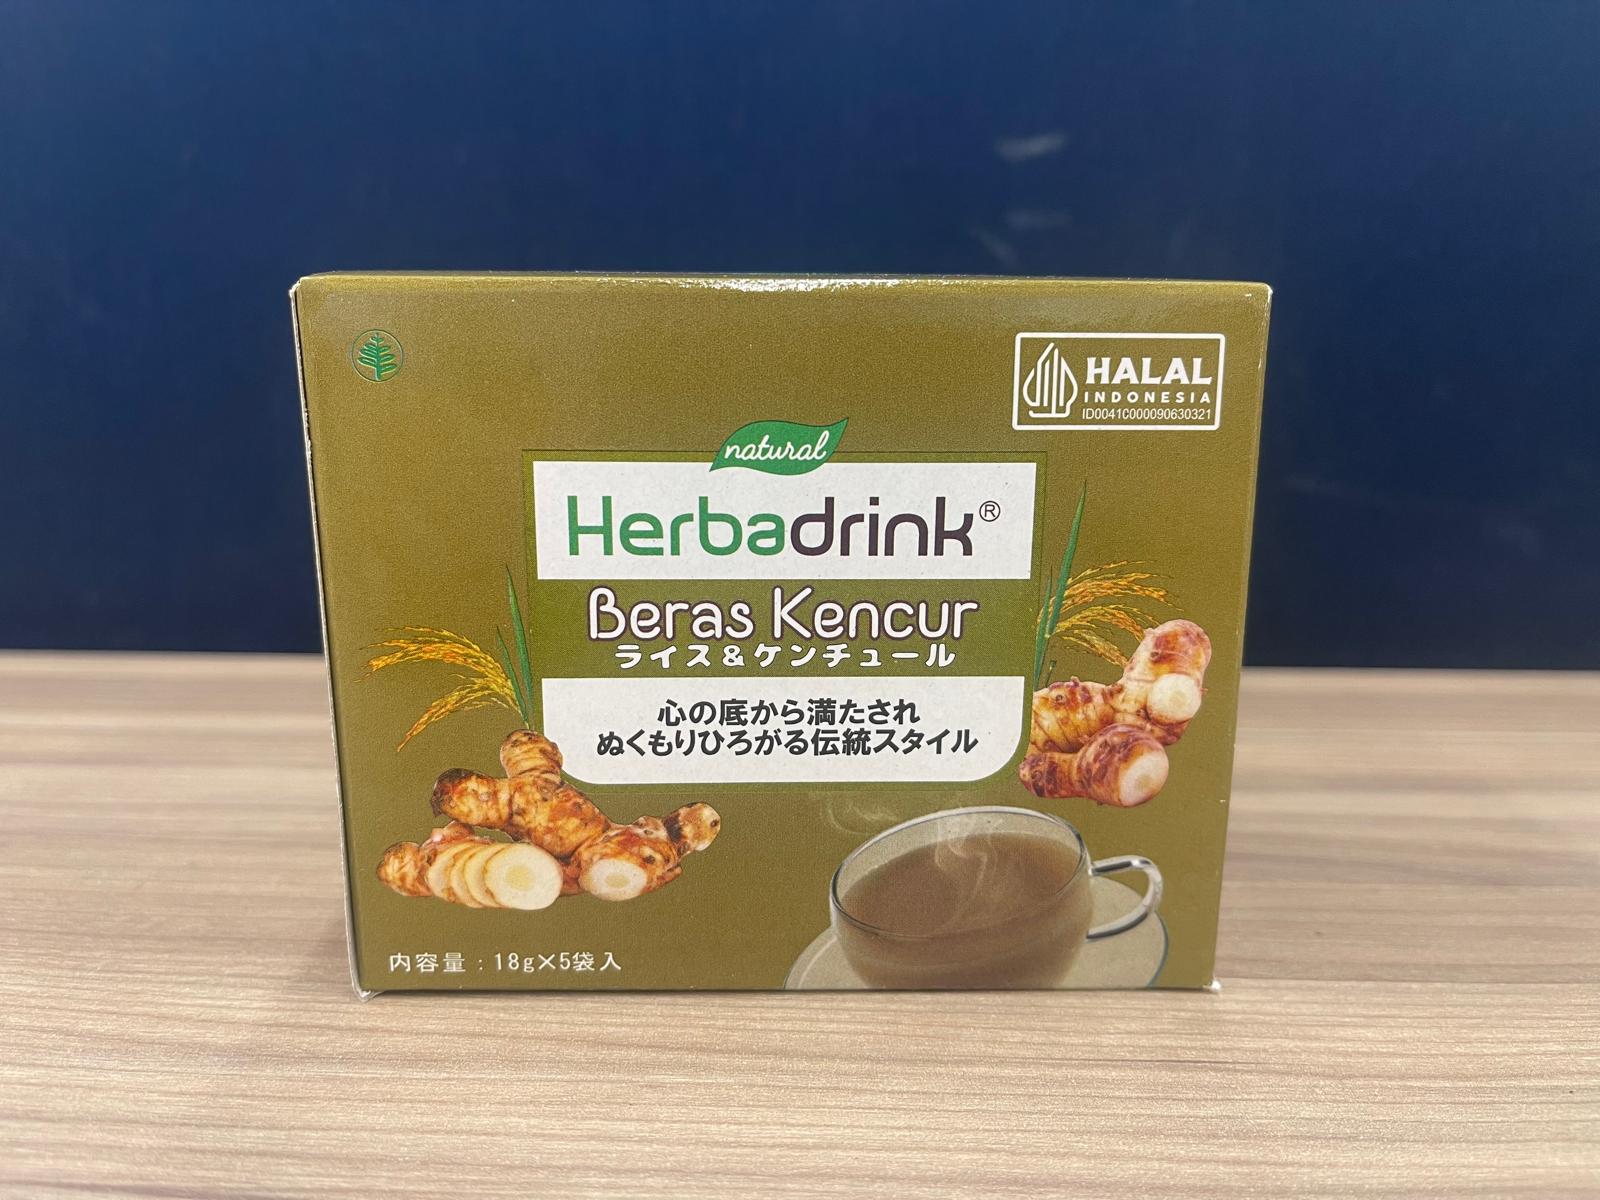 HALAL
INDONESIA
ID00410000090630321
natural
Herbadrink®
Beras Kencur
ライス&ケンチュール
心の底から満たされ
ぬくもりひろがる伝統スタイル
内容量:18g×5袋入